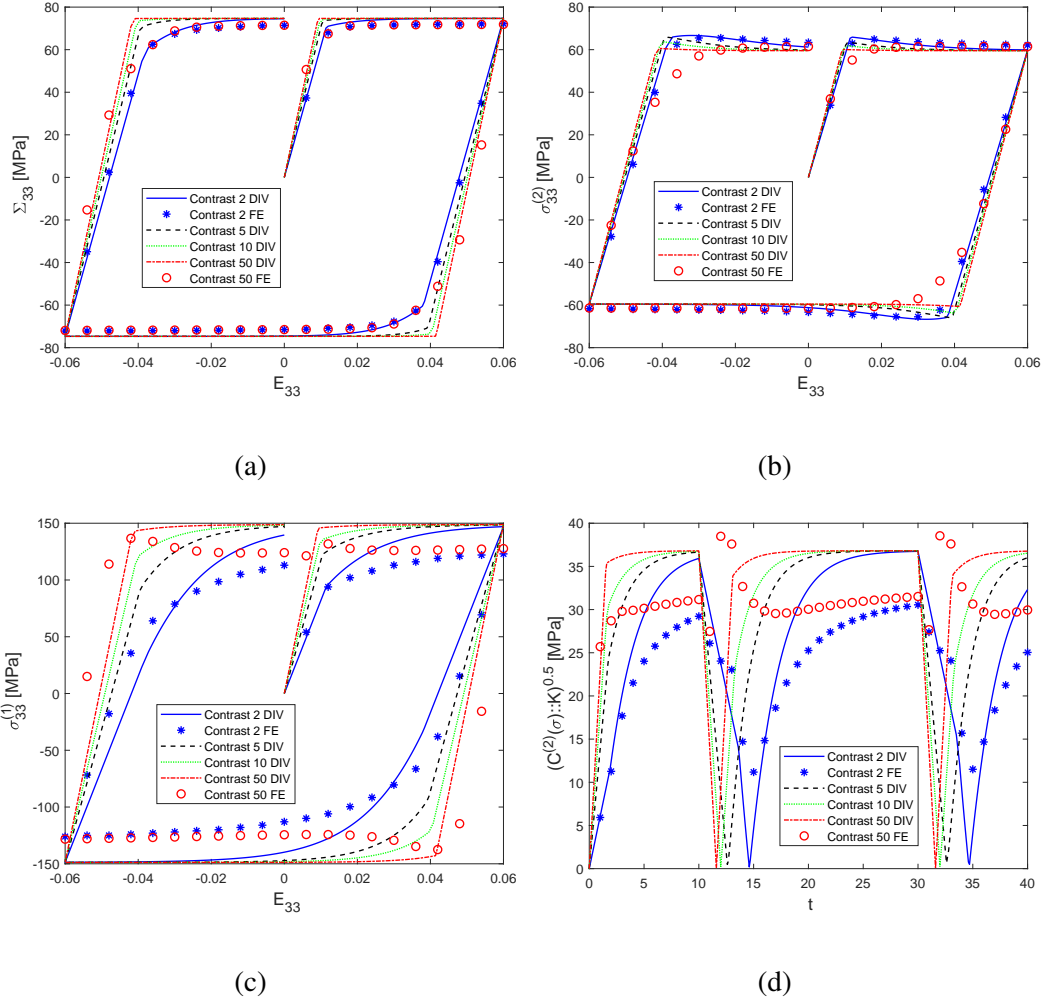 80
60
40
20
0
-20
-40
-60
-80
Σ33 [MPa]
-0.06 -0.04 -0.02 0 0.02 0.04 0.06
E33
Contrast 2 DIV
Contrast 2 FE
Contrast 5 DIV
Contrast 10 DIV
Contrast 50 DIV
Contrast 50 FE
(a)
80
60
40
20
0
-20
-40
-60
-80
σ33(2) [MPa]
-0.06 -0.04 -0.02 0 0.02 0.04 0.06
E33
Contrast 2 DIV
Contrast 2 FE
Contrast 5 DIV
Contrast 10 DIV
Contrast 50 DIV
Contrast 50 FE
(b)
150
100
50
0
-50
-100
-150
σ33(1) [MPa]
-0.06 -0.04 -0.02 0 0.02 0.04 0.06
E33
Contrast 2 DIV
Contrast 2 FE
Contrast 5 DIV
Contrast 10 DIV
Contrast 50 DIV
Contrast 50 FE
(c)
40
35
30
25
20
15
10
5
0
(C(2)(σ)::K)0.5 [MPa]
0 5 10 15 20 25 30 35 40
t
Contrast 2 DIV
Contrast 2 FE
Contrast 5 DIV
Contrast 10 DIV
Contrast 50 DIV
Contrast 50 FE
(d)